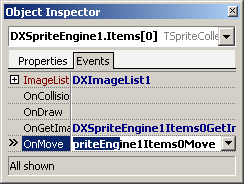 Object Inspector
DXSpriteEngine1.Items[0] TSpriteColle
Properties Events
ImageList DXImageList1
OnCollisio
OnDraw
OnGetIma DXSpriteEngine1Items0GetIr
OnMove priteEngine1Items0Move
All shown